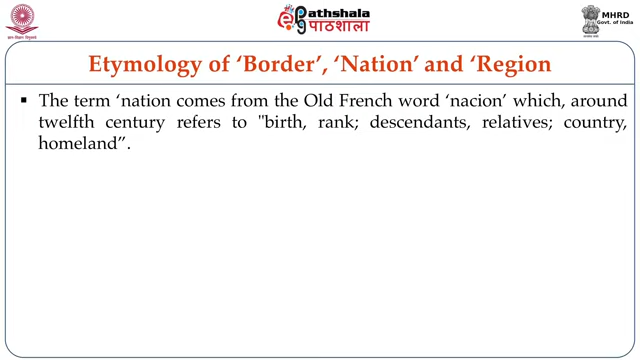 ePathshala
पाठशाला
MHRD
Govt. of India
Etymology of ‘Border’, ‘Nation’ and ‘Region
▪ The term ‘nation comes from the Old French word ‘nacion’ which, around
twelfth century refers to "birth, rank; descendants, relatives; country,
homeland”.